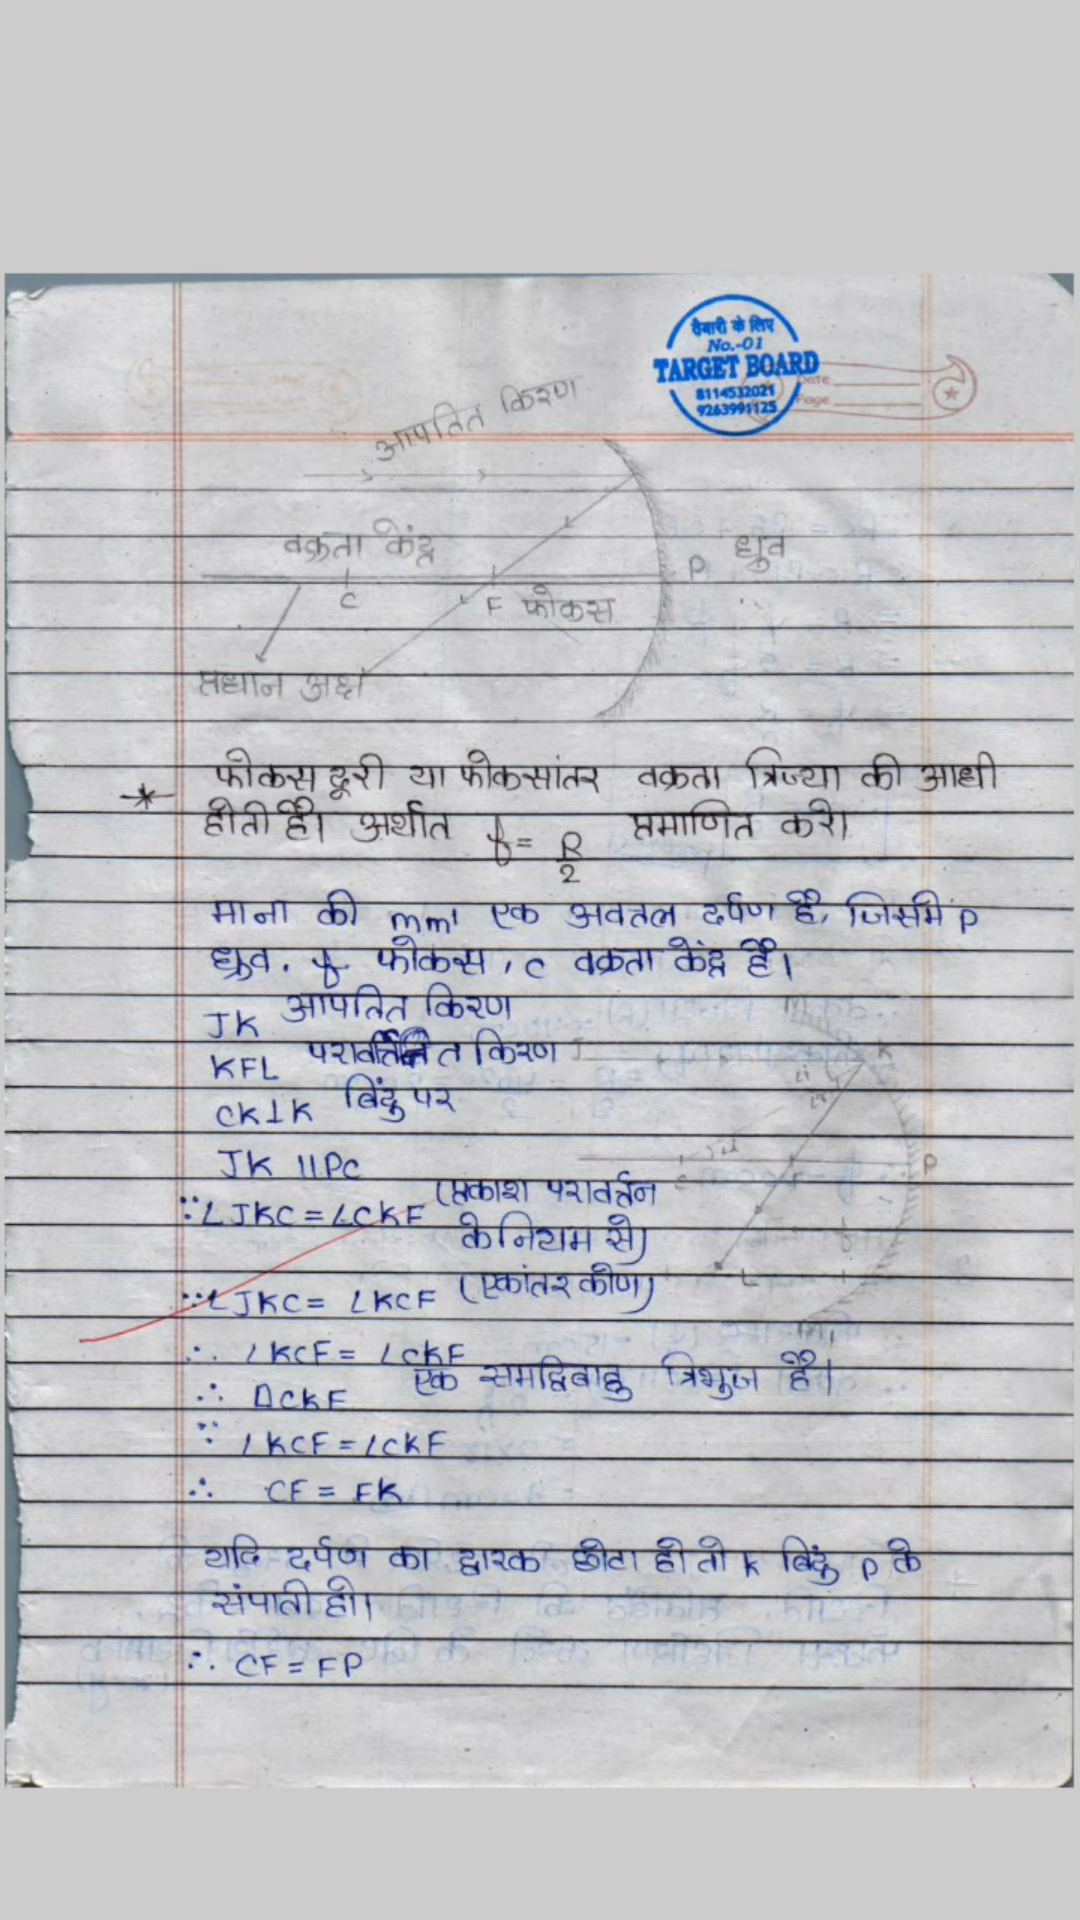 तैयारी के लिए
No.-01
TARGET BOARD
8114532021
9263991125
Date
Page
आपतित किरण
वक्रता केंद्र
P ध्रुव
C
F फोकस
प्रधान अक्ष
फोकस दूरी या फोकसांतर वक्रता त्रिज्या की आधी
होती है। अर्थात f = R/2 प्रमाणित करे।
माना की mm' एक अवतल दर्पण है, जिसमें P
ध्रुव, f फोकस, C वक्रता केंद्र है।
JK आपतित किरण
KFL परावर्तित किरण
CK⊥K बिंदु पर
JK ॥ PC
∵ ∠JKC = ∠CKF (प्रकाश परावर्तन
के नियम से)
∵ ∠JKC = ∠KCF (एकांतर कोण)
∴ ∠KCF = ∠CKF
∴ ΔCKF एक समद्विबाहु त्रिभुज है।
∵ ∠KCF = ∠CKF
∴ CF = FK
J
K
∠i
∠r
C
F
P
L
यदि दर्पण का द्वारक छोटा हो तो K बिंदु P के
संपाती हो।
∴ CF = FP